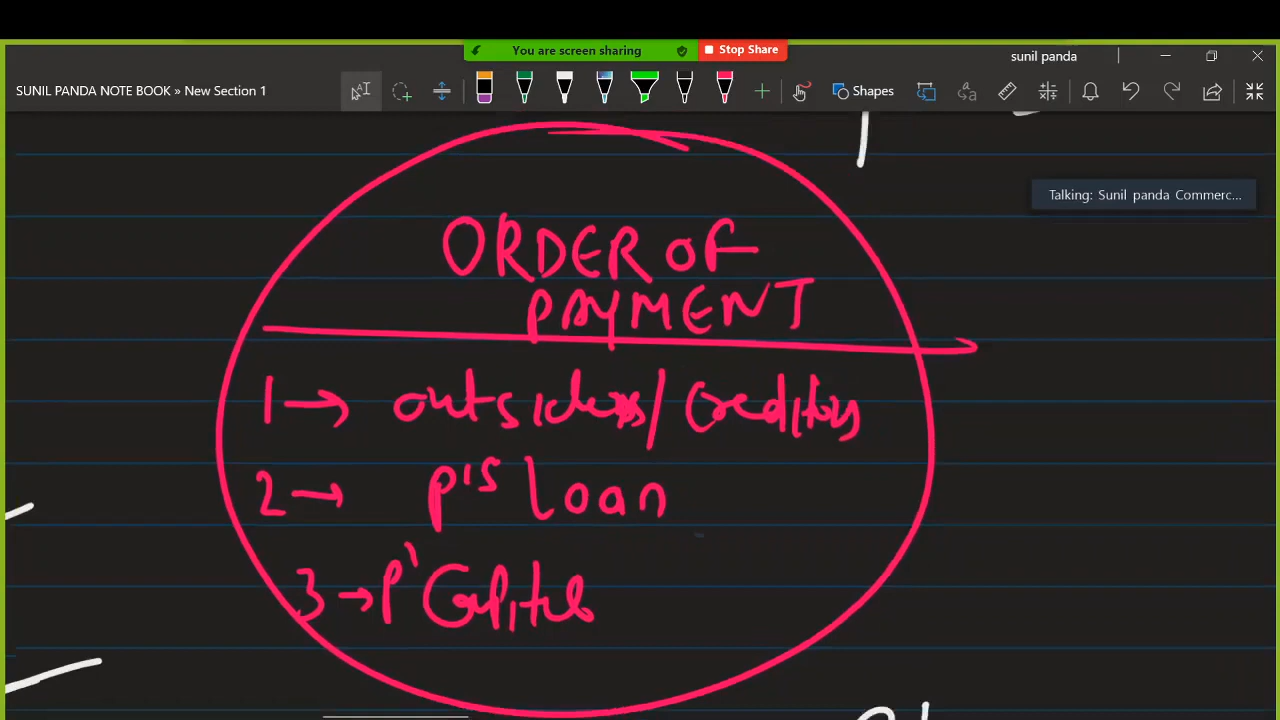 You are screen sharing
Stop Share
sunil panda
SUNIL PANDA NOTE BOOK » New Section 1
Shapes
Talking: Sunil panda Commerc...
ORDER OF
PAYMENT
1 → outsiders/Creditors
2 → P'S Loan
3 → P' Capital